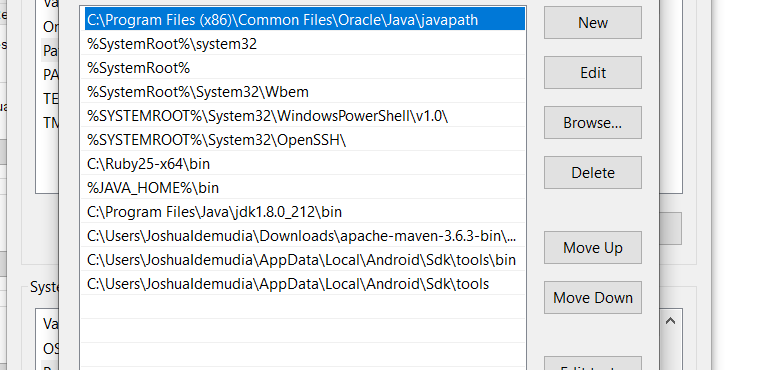 C:\Program Files (x86)\Common Files\Oracle\Java\javapath
%SystemRoot%\system32
%SystemRoot%
%SystemRoot%\System32\Wbem
%SYSTEMROOT%\System32\WindowsPowerShell\v1.0\
%SYSTEMROOT%\System32\OpenSSH\
C:\Ruby25-x64\bin
%JAVA_HOME%\bin
C:\Program Files\Java\jdk1.8.0_212\bin
C:\Users\JoshuaIdemudia\Downloads\apache-maven-3.6.3-bin\...
C:\Users\JoshuaIdemudia\AppData\Local\Android\Sdk\tools\bin
C:\Users\JoshuaIdemudia\AppData\Local\Android\Sdk\tools
New
Edit
Browse...
Delete
Move Up
Move Down
Va
Or
Pa
PA
TE
TM
Syst
Va
OS